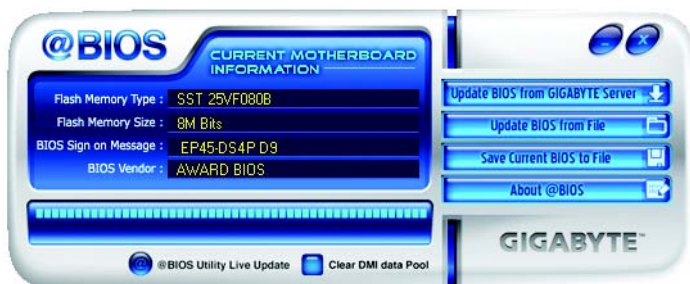 @BIOS
CURRENT MOTHERBOARD
INFORMATION
Flash Memory Type : SST 25VF080B
Flash Memory Size : 8M Bits
BIOS Sign on Message : EP45-DS4P D9
BIOS Vendor : AWARD BIOS
@BIOS Utility Live Update
Clear DMI data Pool
Update BIOS from GIGABYTE Server
Update BIOS from File
Save Current BIOS to File
About @BIOS
GIGABYTE™